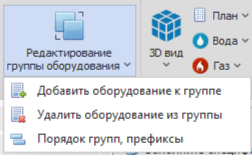 Редактирование
группы оборудования
3D вид
План
Вода
Газ
Добавить оборудование к группе
Удалить оборудование из группы
Порядок групп, префиксы